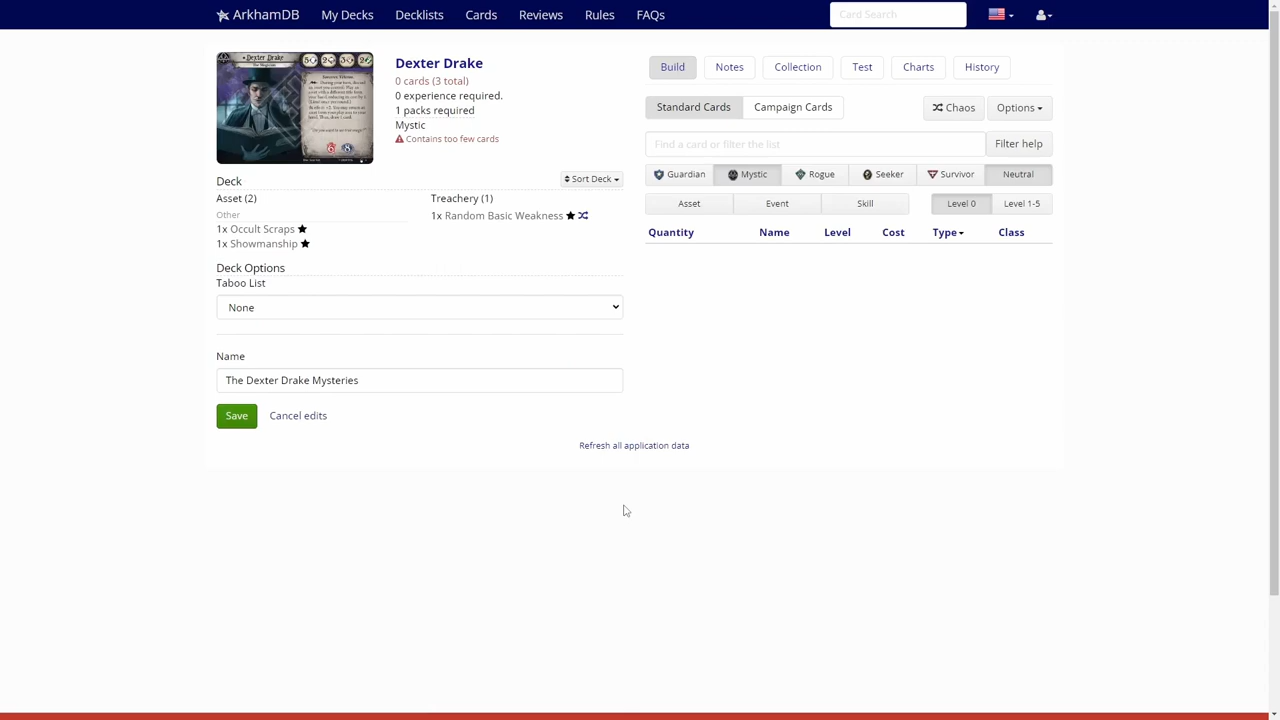 ArkhamDB My Decks Decklists Cards Reviews Rules FAQs Card Search
Dexter Drake
Dexter Drake
0 cards (3 total)
0 experience required.
1 packs required
Mystic
Contains too few cards
Deck
Sort Deck
Asset (2)
Other
1x Occult Scraps
1x Showmanship
Treachery (1)
1x Random Basic Weakness
Deck Options
Taboo List
None
Name
The Dexter Drake Mysteries
Save Cancel edits
Build Notes Collection Test Charts History
Standard Cards Campaign Cards Chaos Options
Find a card or filter the list Filter help
Guardian Mystic Rogue Seeker Survivor Neutral
Asset Event Skill Level 0 Level 1-5
Quantity Name Level Cost Type Class
Refresh all application data